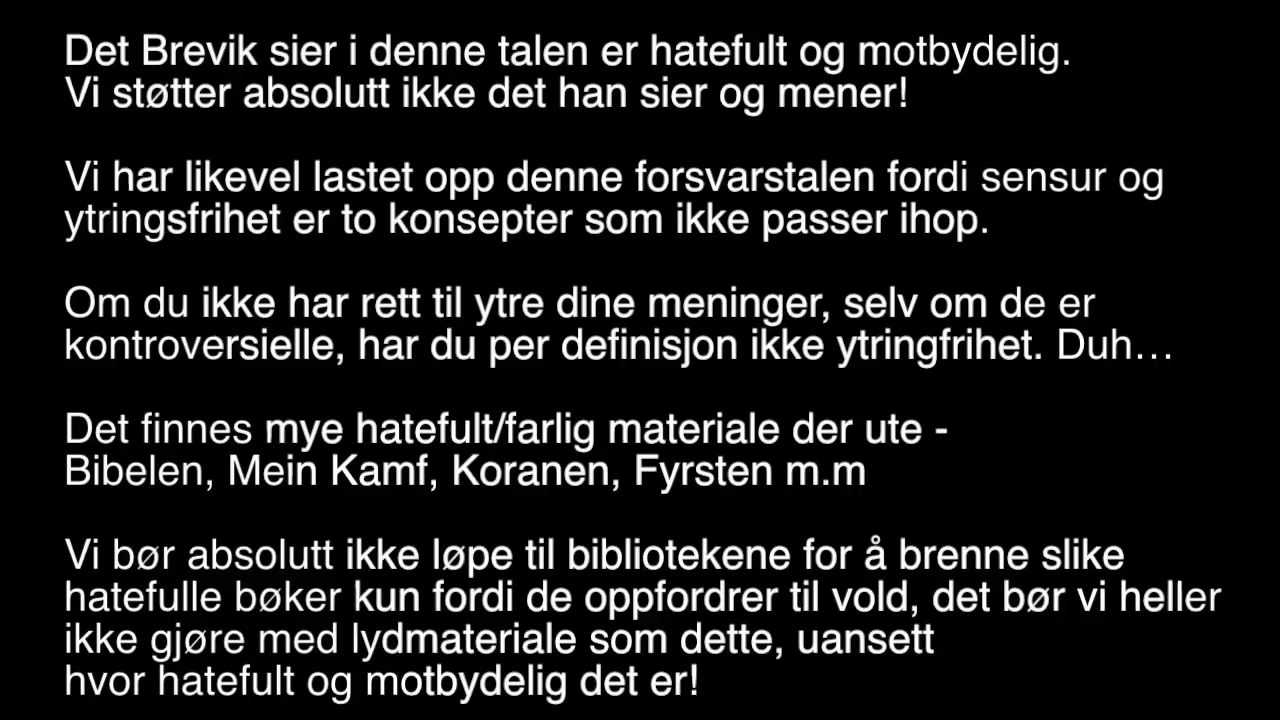 Det Brevik sier i denne talen er hatefult og motbydelig.
Vi støtter absolutt ikke det han sier og mener!
Vi har likevel lastet opp denne forsvarstalen fordi sensur og
ytringsfrihet er to konsepter som ikke passer ihop.
Om du ikke har rett til ytre dine meninger, selv om de er
kontroversielle, har du per definisjon ikke ytringfrihet. Duh...
Det finnes mye hatefult/farlig materiale der ute -
Bibelen, Mein Kamf, Koranen, Fyrsten m.m
Vi bør absolutt ikke løpe til bibliotekene for å brenne slike
hatefulle bøker kun fordi de oppfordrer til vold, det bør vi heller
ikke gjøre med lydmateriale som dette, uansett
hvor hatefult og motbydelig det er!